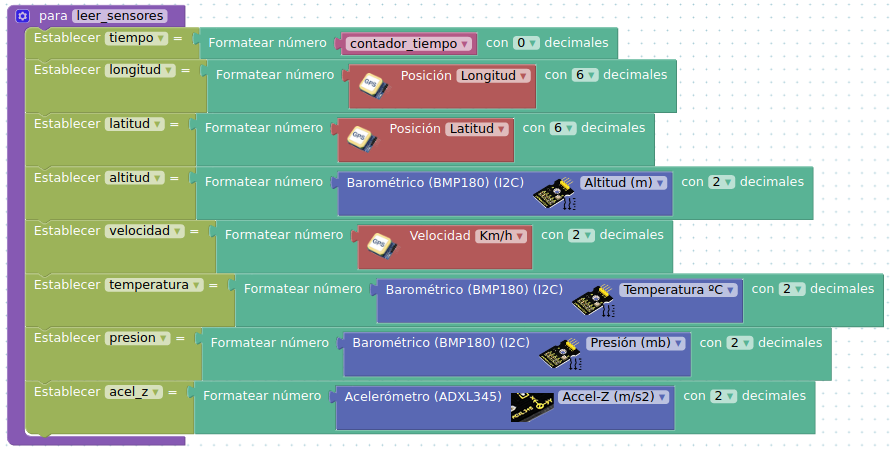 para leer_sensores
Establecer tiempo = Formatear número contador_tiempo con 0 decimales
Establecer longitud = Formatear número GPS Posición Longitud con 6 decimales
Establecer latitud = Formatear número GPS Posición Latitud con 6 decimales
Establecer altitud = Formatear número Barométrico (BMP180) (I2C) Altitud (m) con 2 decimales
Establecer velocidad = Formatear número GPS Velocidad Km/h con 2 decimales
Establecer temperatura = Formatear número Barométrico (BMP180) (I2C) Temperatura ºC con 2 decimales
Establecer presion = Formatear número Barométrico (BMP180) (I2C) Presión (mb) con 2 decimales
Establecer acel_z = Formatear número Acelerómetro (ADXL345) ADXL345 Accel-Z (m/s2) con 2 decimales